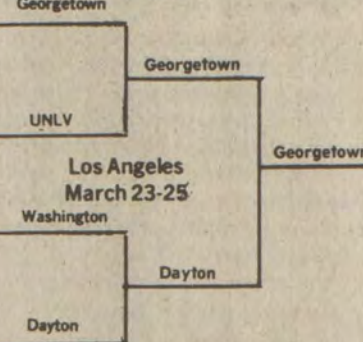 Georgetown
Georgetown
UNLV
Los Angeles
March 23-25
Georgetown
Washington
Dayton
Dayton